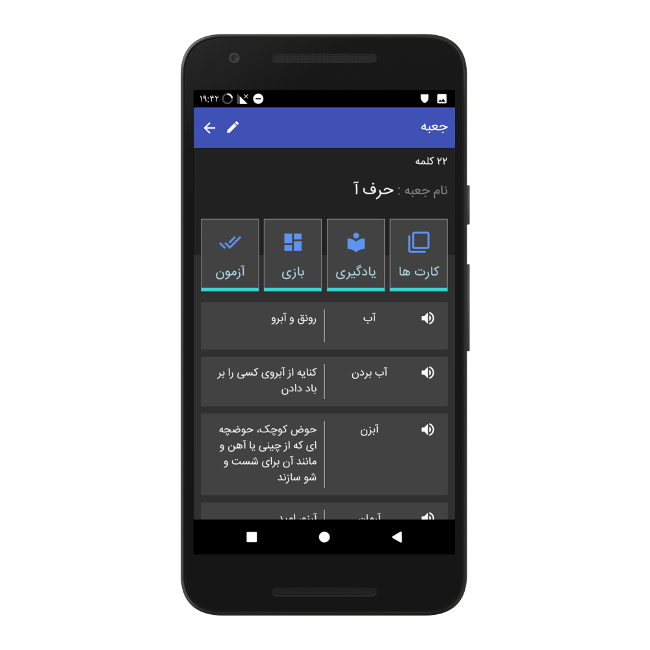 ۱۹:۴۲
جعبه
۲۲ کلمه
نام جعبه : حرف آ
کارت ها
یادگیری
بازی
آزمون
آب
رونق و آبرو
آب بردن
کنایه از آبروی کسی را بر
باد دادن
آبزن
حوض کوچک، حوضچه
ای که از چینی یا آهن و
مانند آن برای شست و
شو سازند